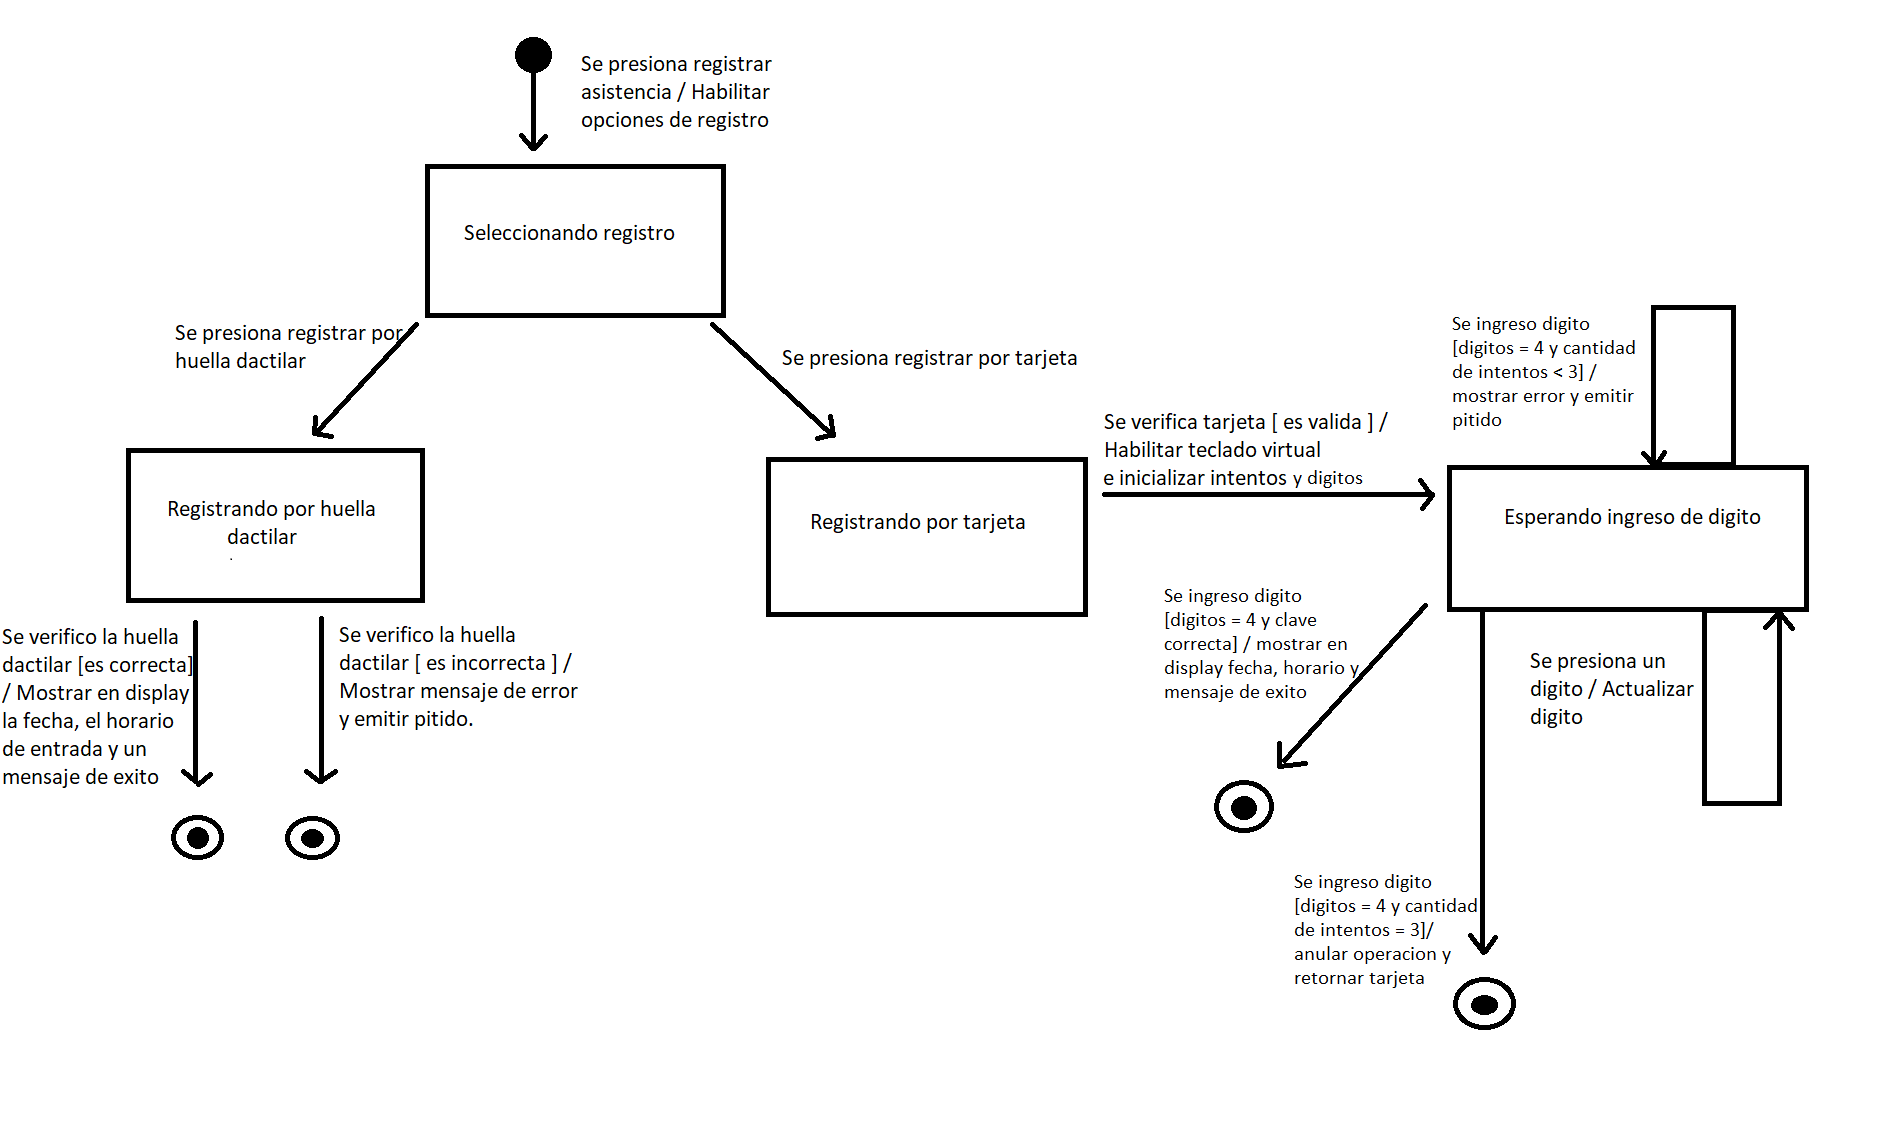 Se presiona registrar
asistencia / Habilitar
opciones de registro
Seleccionando registro
Se presiona registrar por
huella dactilar
Se presiona registrar por tarjeta
Se ingreso digito
[digitos = 4 y cantidad
de intentos < 3] /
mostrar error y emitir
pitido
Se verifica tarjeta [ es valida ] /
Habilitar teclado virtual
e inicializar intentos y digitos
Registrando por huella
dactilar
.
Registrando por tarjeta
Esperando ingreso de digito
Se verifico la huella
dactilar [es correcta]
/ Mostrar en display
la fecha, el horario
de entrada y un
mensaje de exito
Se verifico la huella
dactilar [ es incorrecta ] /
Mostrar mensaje de error
y emitir pitido.
Se ingreso digito
[digitos = 4 y clave
correcta] / mostrar en
display fecha, horario y
mensaje de exito
Se presiona un
digito / Actualizar
digito
Se ingreso digito
[digitos = 4 y cantidad
de intentos = 3]/
anular operacion y
retornar tarjeta